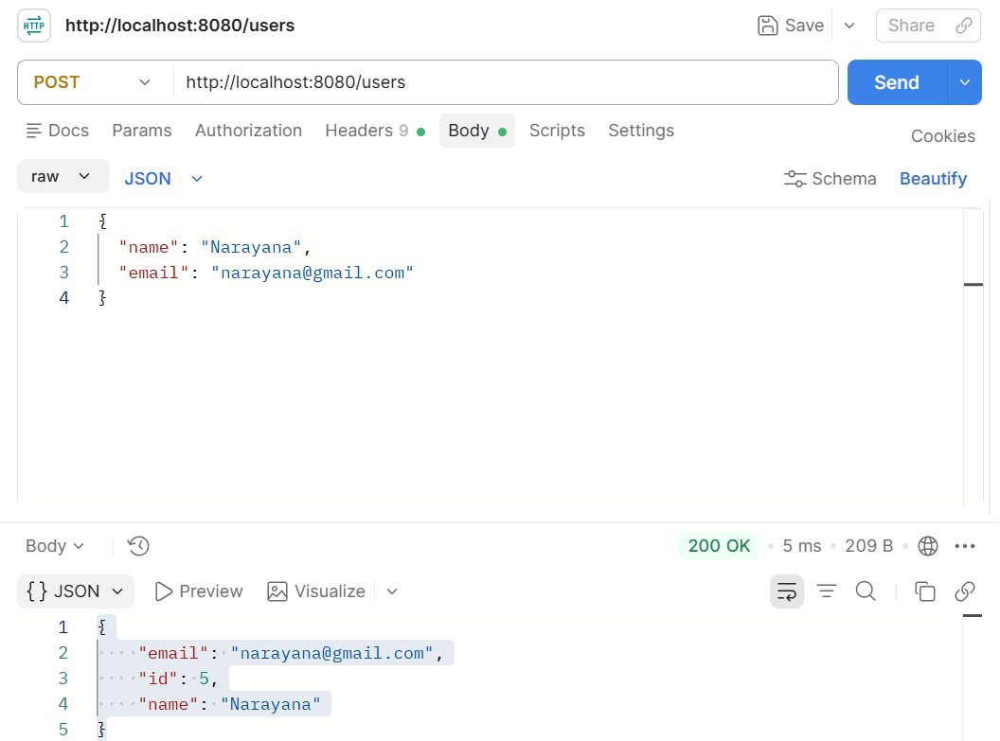 HTTP http://localhost:8080/users Save Share
POST http://localhost:8080/users Send
Docs Params Authorization Headers 9 Body Scripts Settings Cookies
raw JSON Schema Beautify
1 {
2 "name": "Narayana",
3 "email": "narayana@gmail.com"
4 }
Body 200 OK • 5 ms • 209 B •
{} JSON Preview Visualize
1 {
2 ····"email":·"narayana@gmail.com",
3 ····"id":·5,
4 ····"name":·"Narayana"
5 }